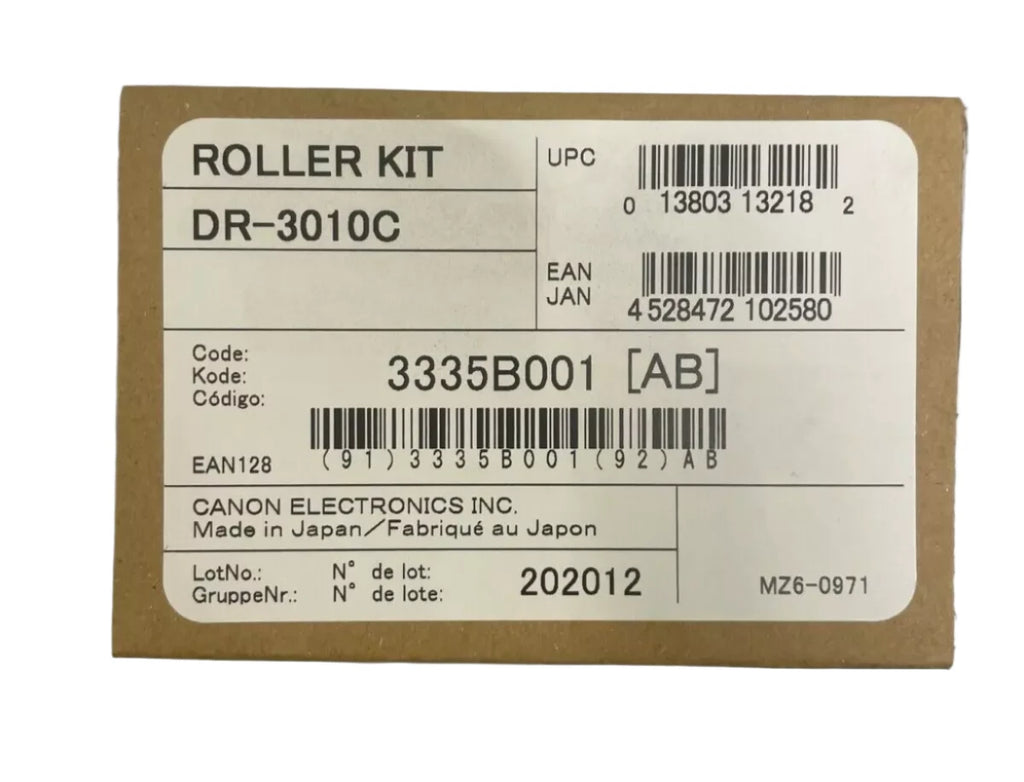 ROLLER KIT
DR-3010C
UPC
0 13803 13218 2
EAN
JAN
4 528472 102580
Code:
Kode:
Código:
3335B001 [AB]
EAN128
(91)3335B001(92)AB
CANON ELECTRONICS INC.
Made in Japan/Fabriqué au Japon
LotNo.: N° de lot:
GruppeNr.: N° de lote:
202012
MZ6-0971